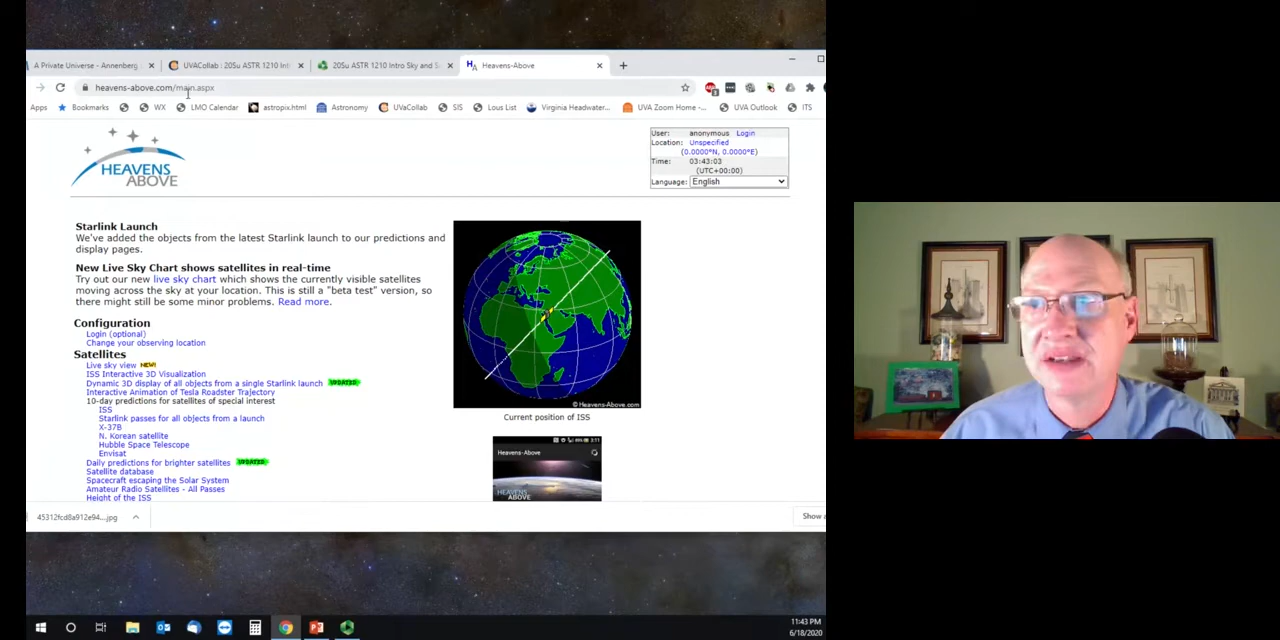 A Private Universe - Annenberg
UVACollab : 20Su ASTR 1210 Int
20Su ASTR 1210 Intro Sky and S
Heavens-Above
heavens-above.com/main.aspx
Apps
Bookmarks
WX
LMO Calendar
astropix.html
Astronomy
UVaCollab
SIS
Lous List
Virginia Headwater...
UVA Zoom Home -...
UVA Outlook
ITS
HEAVENS
ABOVE
User: anonymous Login
Location: Unspecified
(0.0000°N, 0.0000°E)
Time: 03:43:03
(UTC+00:00)
Language: English
Starlink Launch
We've added the objects from the latest Starlink launch to our predictions and
display pages.
New Live Sky Chart shows satellites in real-time
Try out our new live sky chart which shows the currently visible satellites
moving across the sky at your location. This is still a "beta test" version, so
there might still be some minor problems. Read more.
Configuration
Login (optional)
Change your observing location
Satellites
Live sky view NEW!
ISS Interactive 3D Visualization
Dynamic 3D display of all objects from a single Starlink launch UPDATED
Interactive Animation of Tesla Roadster Trajectory
10-day predictions for satellites of special interest
ISS
Starlink passes for all objects from a launch
X-37B
N. Korean satellite
Hubble Space Telescope
Envisat
Daily predictions for brighter satellites UPDATED
Satellite database
Spacecraft escaping the Solar System
Amateur Radio Satellites - All Passes
Height of the ISS
© Heavens-Above.com
Current position of ISS
3:11
Heavens-Above
HEAVENS
ABOVE
45312fcd8a912e94....jpg
Show a
11:43 PM
6/18/2020